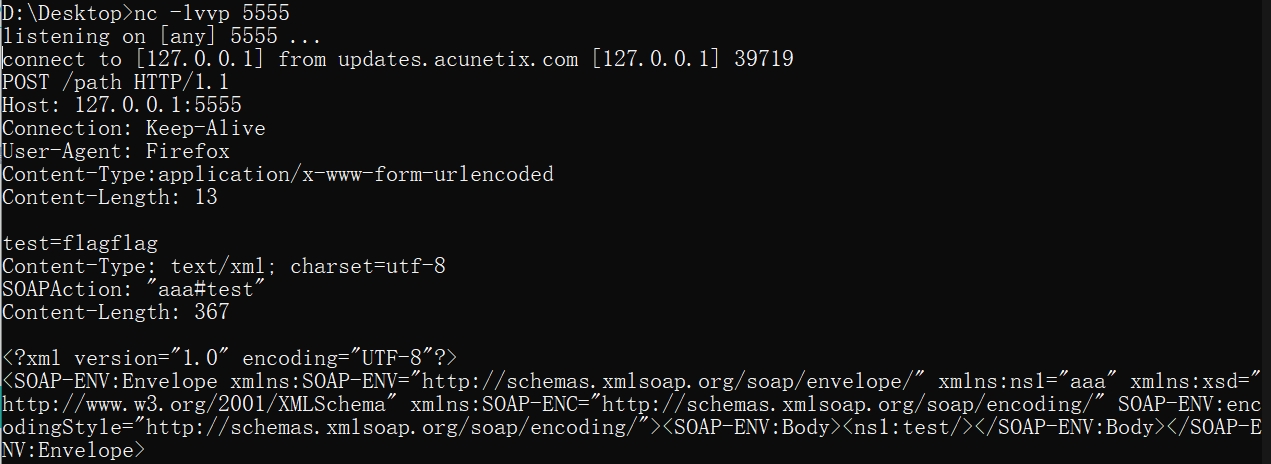 D:\Desktop>nc -lvvp 5555
listening on [any] 5555 ...
connect to [127.0.0.1] from updates.acunetix.com [127.0.0.1] 39719
POST /path HTTP/1.1
Host: 127.0.0.1:5555
Connection: Keep-Alive
User-Agent: Firefox
Content-Type:application/x-www-form-urlencoded
Content-Length: 13

test=flagflag
Content-Type: text/xml; charset=utf-8
SOAPAction: "aaa#test"
Content-Length: 367

<?xml version="1.0" encoding="UTF-8"?>
<SOAP-ENV:Envelope xmlns:SOAP-ENV="http://schemas.xmlsoap.org/soap/envelope/" xmlns:ns1="aaa" xmlns:xsd="
http://www.w3.org/2001/XMLSchema" xmlns:SOAP-ENC="http://schemas.xmlsoap.org/soap/encoding/" SOAP-ENV:enc
odingStyle="http://schemas.xmlsoap.org/soap/encoding/"><SOAP-ENV:Body><ns1:test/></SOAP-ENV:Body></SOAP-E
NV:Envelope>